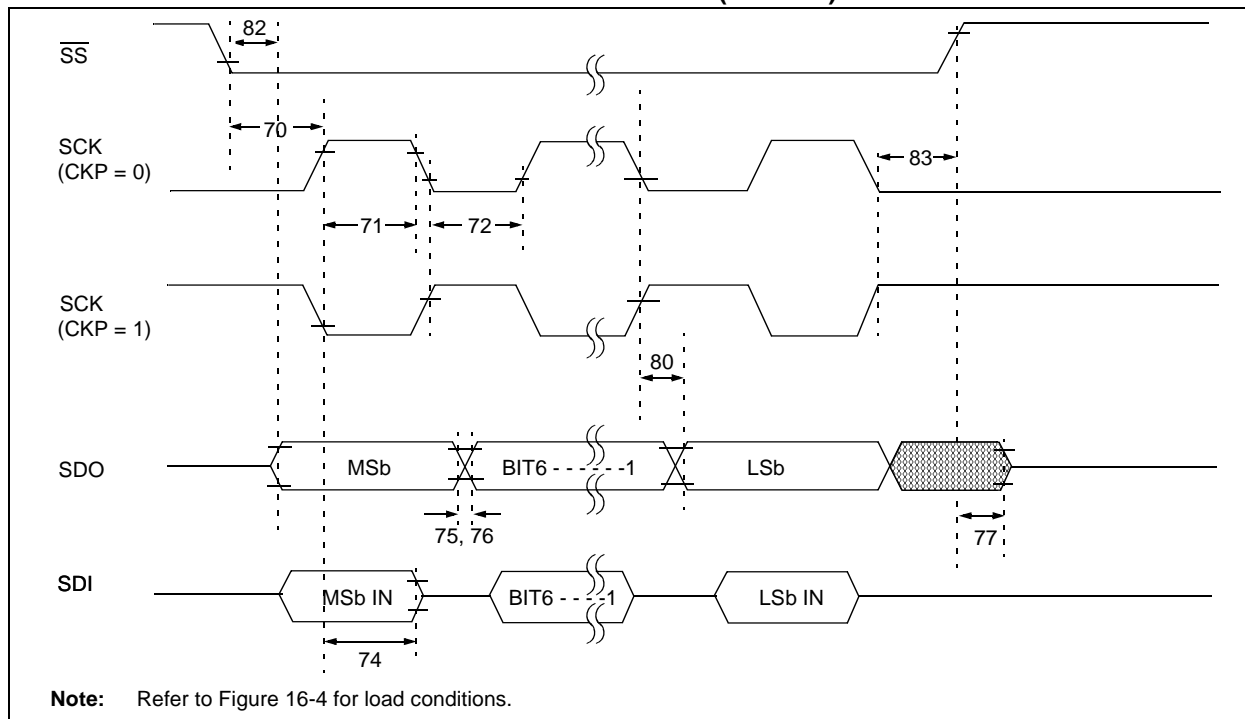 82
SS
70
SCK
(CKP = 0)
83
71
72
SCK
(CKP = 1)
80
SDO
MSb
BIT6 - - - - - -1
LSb
75, 76
77
SDI
MSb IN
BIT6 - - - -1
LSb IN
74
Note: Refer to Figure 16-4 for load conditions.